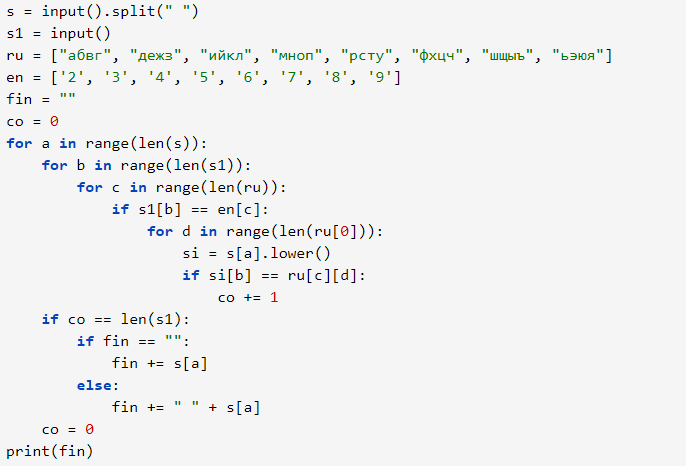 s = input().split(" ")
s1 = input()
ru = ["абвг", "дежз", "ийкл", "мноп", "рсту", "фхцч", "шщыъ", "ьэюя"]
en = ['2', '3', '4', '5', '6', '7', '8', '9']
fin = ""
co = 0
for a in range(len(s)):
    for b in range(len(s1)):
        for c in range(len(ru)):
            if s1[b] == en[c]:
                for d in range(len(ru[0])):
                    si = s[a].lower()
                    if si[b] == ru[c][d]:
                        co += 1
    if co == len(s1):
        if fin == "":
            fin += s[a]
        else:
            fin += " " + s[a]
    co = 0
print(fin)